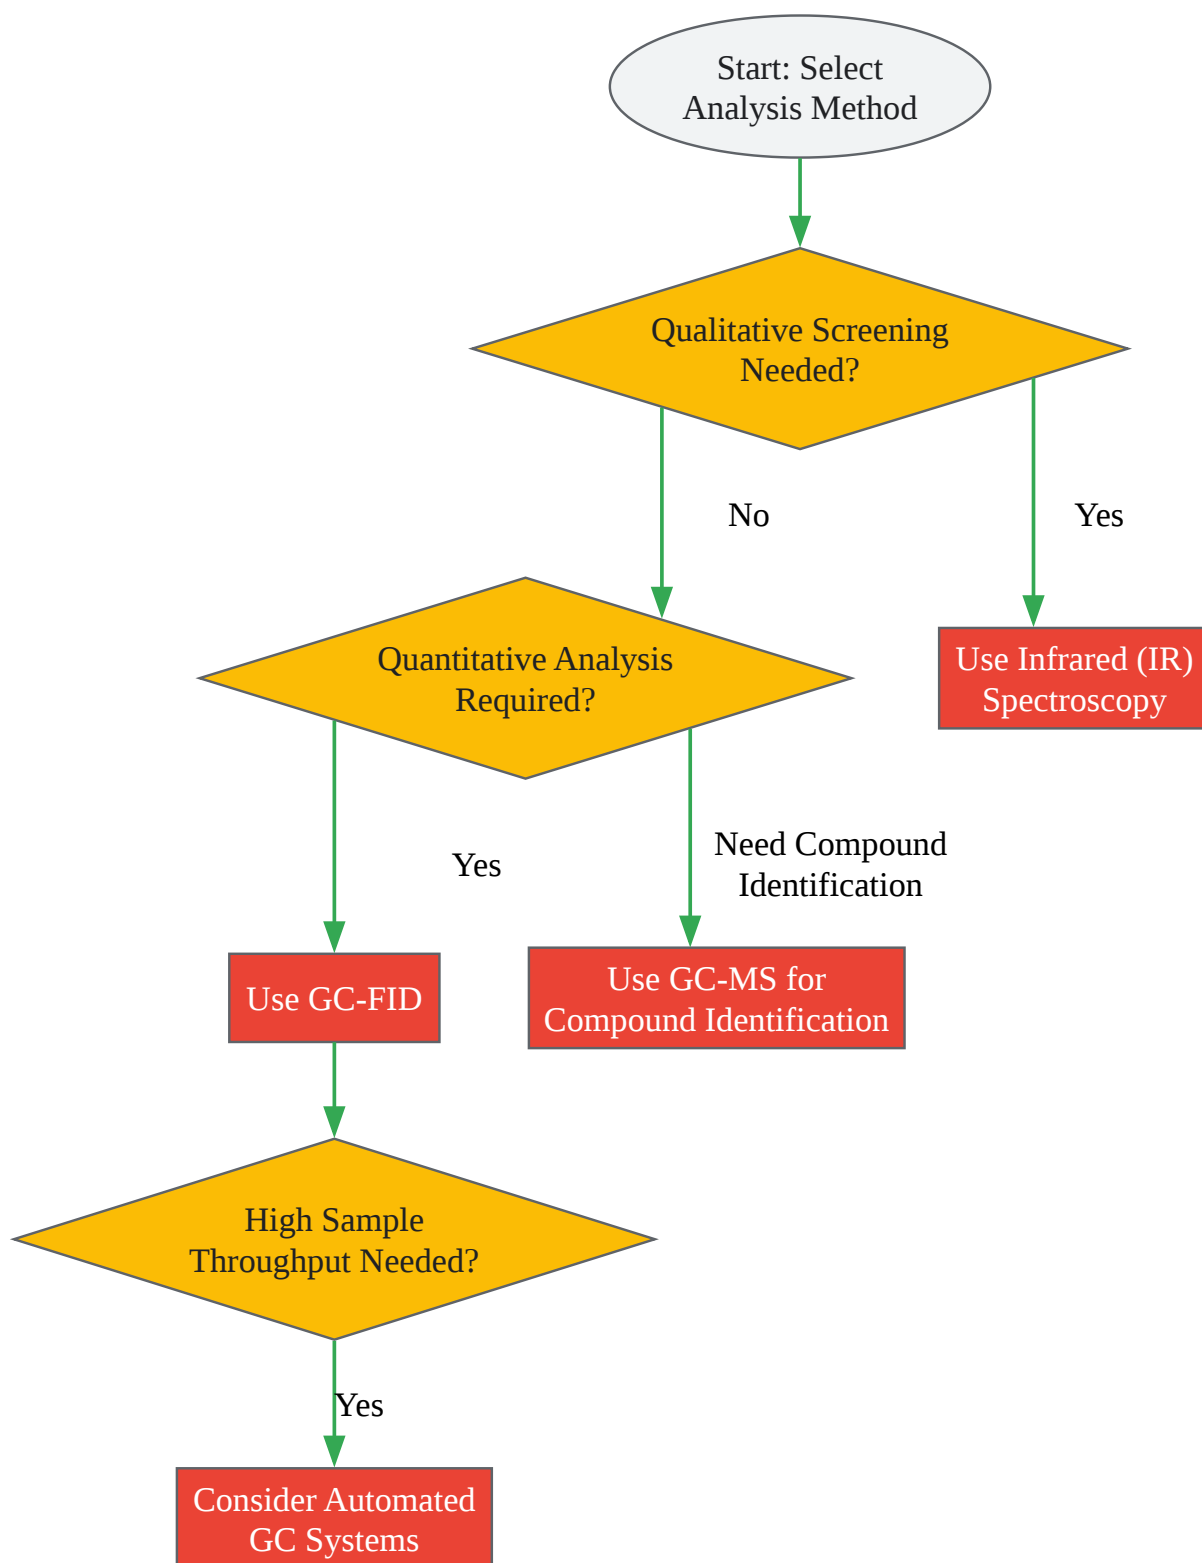 Start: Select
Analysis Method
Qualitative Screening
Needed?
No
Yes
Quantitative Analysis
Required?
Use Infrared (IR)
Spectroscopy
Yes
Need Compound
Identification
Use GC-FID
Use GC-MS for
Compound Identification
High Sample
Throughput Needed?
Yes
Consider Automated
GC Systems